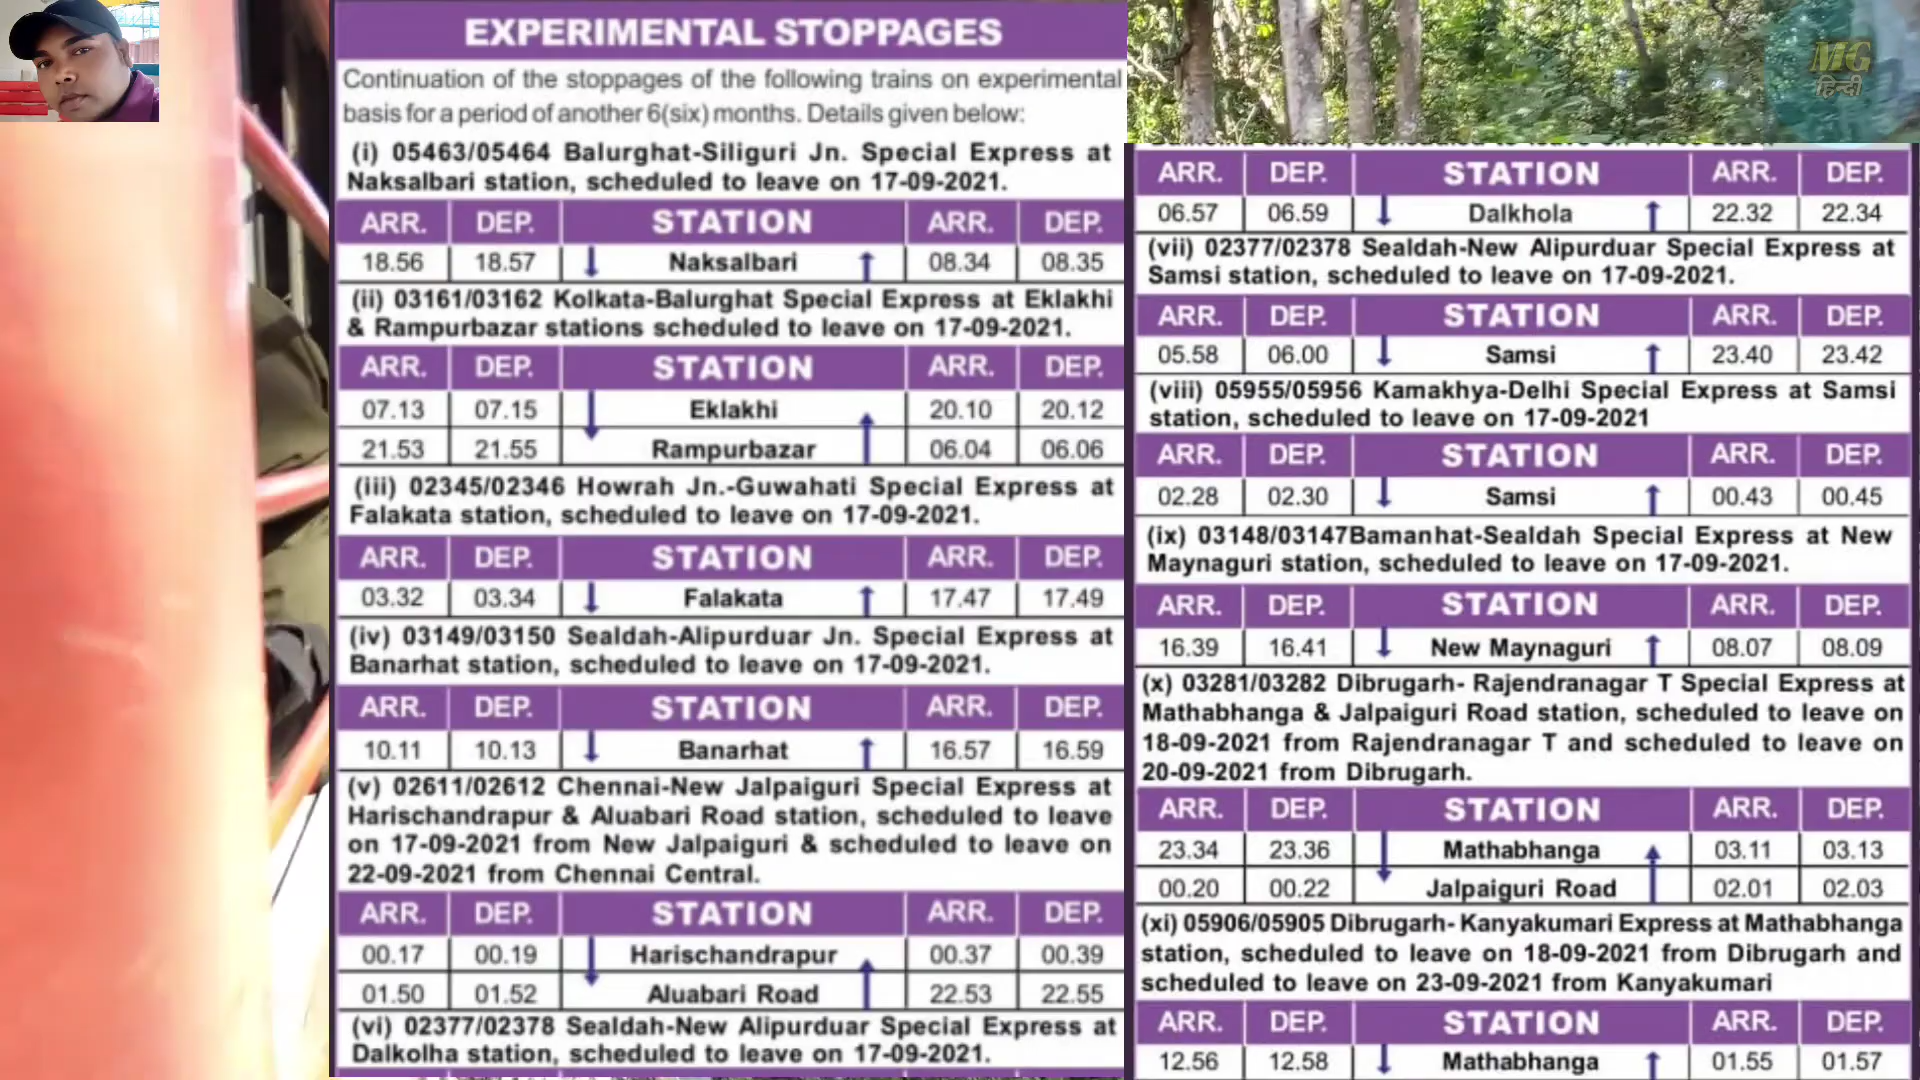 EXPERIMENTAL STOPPAGES
Continuation of the stoppages of the following trains on experimental
basis for a period of another 6(six) months. Details given below:
(i) 05463/05464 Balurghat-Siliguri Jn. Special Express at
Naksalbari station, scheduled to leave on 17-09-2021.
ARR. DEP. STATION ARR. DEP.
18.56 18.57 ↓ Naksalbari ↑ 08.34 08.35
(ii) 03161/03162 Kolkata-Balurghat Special Express at Eklakhi
& Rampurbazar stations scheduled to leave on 17-09-2021.
ARR. DEP. STATION ARR. DEP.
07.13 07.15 ↓ Eklakhi ↑ 20.10 20.12
21.53 21.55 Rampurbazar 06.04 06.06
(iii) 02345/02346 Howrah Jn.-Guwahati Special Express at
Falakata station, scheduled to leave on 17-09-2021.
ARR. DEP. STATION ARR. DEP.
03.32 03.34 ↓ Falakata ↑ 17.47 17.49
(iv) 03149/03150 Sealdah-Alipurduar Jn. Special Express at
Banarhat station, scheduled to leave on 17-09-2021.
ARR. DEP. STATION ARR. DEP.
10.11 10.13 ↓ Banarhat ↑ 16.57 16.59
(v) 02611/02612 Chennai-New Jalpaiguri Special Express at
Harischandrapur & Aluabari Road station, scheduled to leave
on 17-09-2021 from New Jalpaiguri & scheduled to leave on
22-09-2021 from Chennai Central.
ARR. DEP. STATION ARR. DEP.
00.17 00.19 ↓ Harischandrapur ↑ 00.37 00.39
01.50 01.52 Aluabari Road 22.53 22.55
(vi) 02377/02378 Sealdah-New Alipurduar Special Express at
Dalkolha station, scheduled to leave on 17-09-2021.
MG
हिन्दी
ARR. DEP. STATION ARR. DEP.
06.57 06.59 ↓ Dalkhola ↑ 22.32 22.34
(vii) 02377/02378 Sealdah-New Alipurduar Special Express at
Samsi station, scheduled to leave on 17-09-2021.
ARR. DEP. STATION ARR. DEP.
05.58 06.00 ↓ Samsi ↑ 23.40 23.42
(viii) 05955/05956 Kamakhya-Delhi Special Express at Samsi
station, scheduled to leave on 17-09-2021
ARR. DEP. STATION ARR. DEP.
02.28 02.30 ↓ Samsi ↑ 00.43 00.45
(ix) 03148/03147Bamanhat-Sealdah Special Express at New
Maynaguri station, scheduled to leave on 17-09-2021.
ARR. DEP. STATION ARR. DEP.
16.39 16.41 ↓ New Maynaguri ↑ 08.07 08.09
(x) 03281/03282 Dibrugarh- Rajendranagar T Special Express at
Mathabhanga & Jalpaiguri Road station, scheduled to leave on
18-09-2021 from Rajendranagar T and scheduled to leave on
20-09-2021 from Dibrugarh.
ARR. DEP. STATION ARR. DEP.
23.34 23.36 ↓ Mathabhanga ↑ 03.11 03.13
00.20 00.22 Jalpaiguri Road 02.01 02.03
(xi) 05906/05905 Dibrugarh- Kanyakumari Express at Mathabhanga
station, scheduled to leave on 18-09-2021 from Dibrugarh and
scheduled to leave on 23-09-2021 from Kanyakumari
ARR. DEP. STATION ARR. DEP.
12.56 12.58 ↓ Mathabhanga ↑ 01.55 01.57